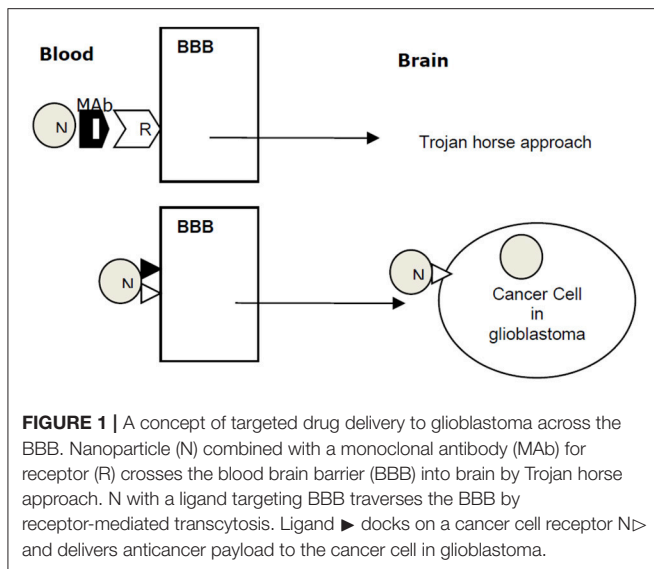 Blood
BBB
Brain
MAb
N
R
Trojan horse approach
BBB
N
N
Cancer Cell
in
glioblastoma
FIGURE 1 | A concept of targeted drug delivery to glioblastoma across the
BBB. Nanoparticle (N) combined with a monoclonal antibody (MAb) for
receptor (R) crosses the blood brain barrier (BBB) into brain by Trojan horse
approach. N with a ligand targeting BBB traverses the BBB by
receptor-mediated transcytosis. Ligand ▶ docks on a cancer cell receptor N▷
and delivers anticancer payload to the cancer cell in glioblastoma.